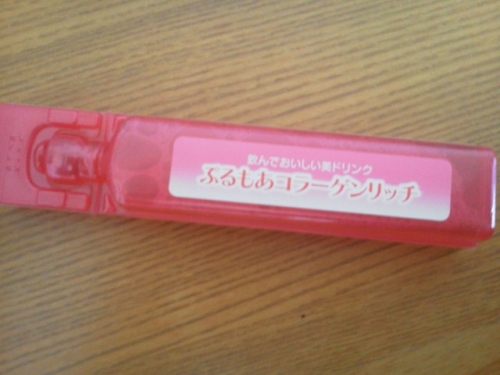 飲んでおいしい美ドリンク
ぷるもあコラーゲンリッチ